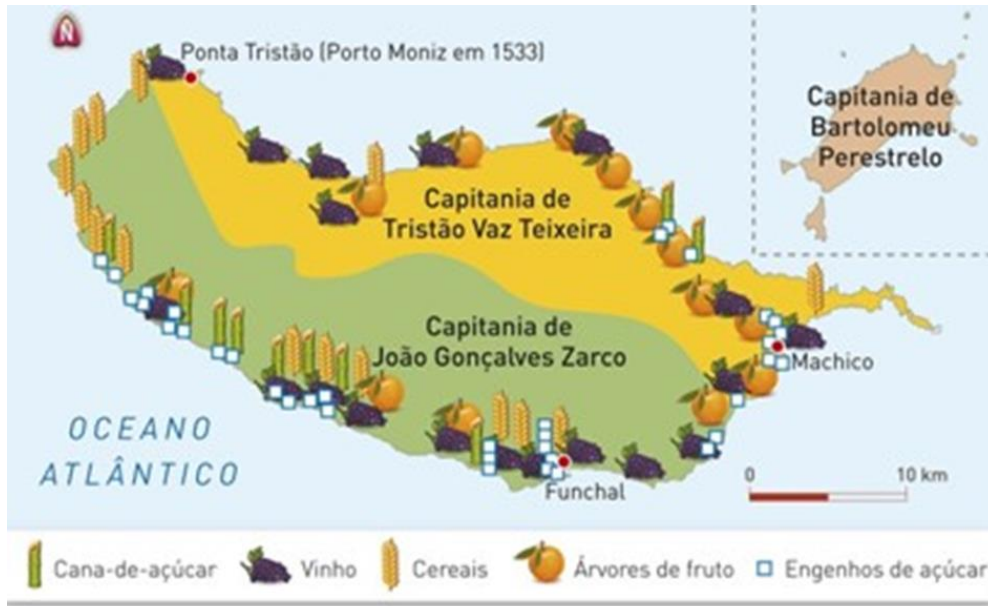 N
Ponta Tristão (Porto Moniz em 1533)
Capitania de
Bartolomeu
Perestrelo
Capitania de
Tristão Vaz Teixeira
Capitania de
João Gonçalves Zarco
Machico
OCEANO
ATLÂNTICO
0 10 km
Funchal
Cana-de-açúcar Vinho Cereais Árvores de fruto Engenhos de açúcar